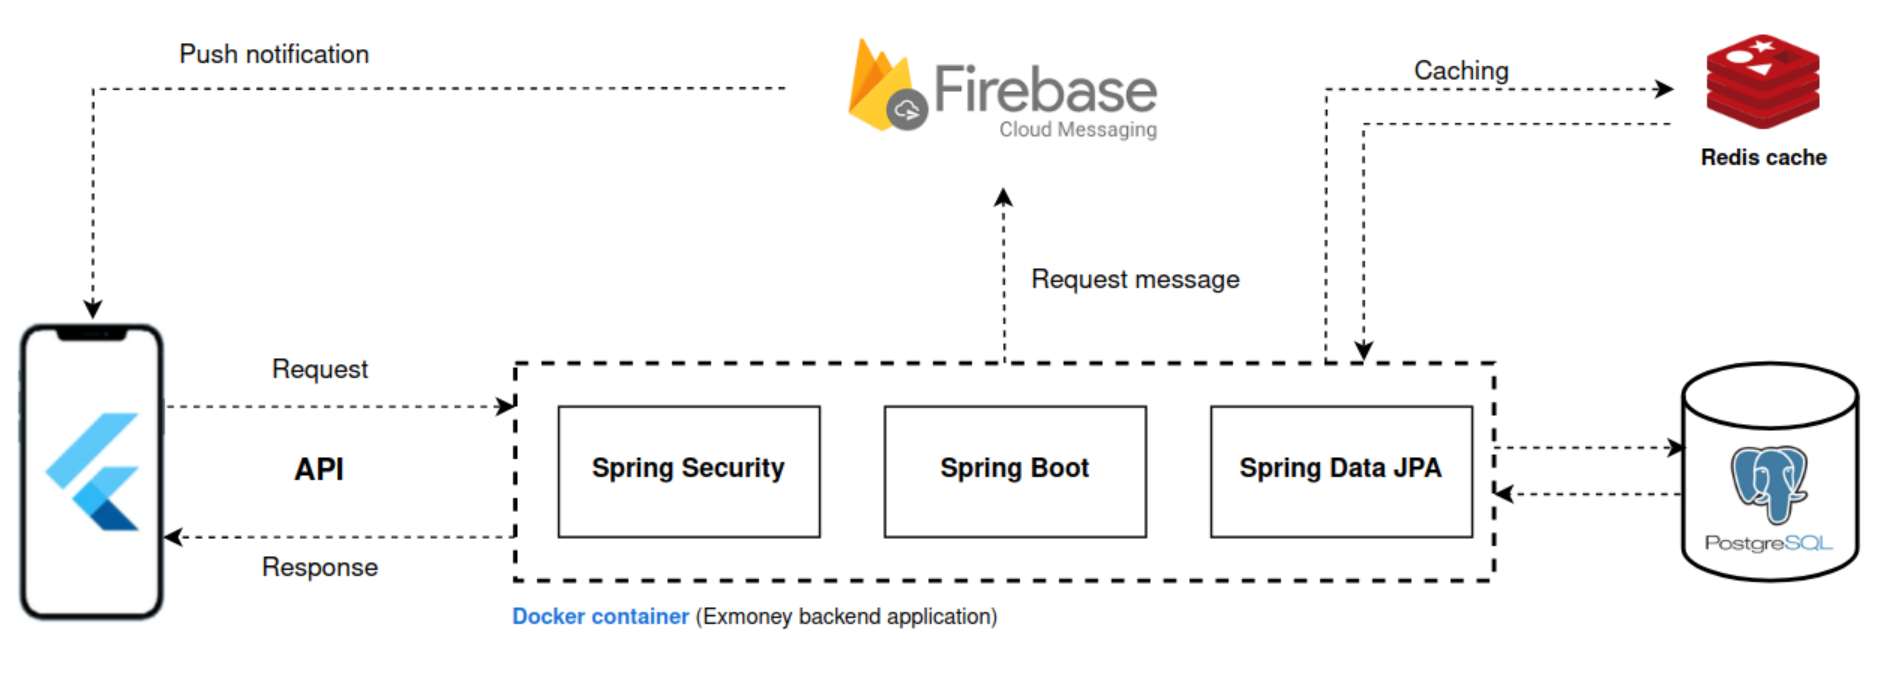 Push notification
Firebase
Cloud Messaging
Caching
Redis cache
Request message
Request
API
Response
Spring Security
Spring Boot
Spring Data JPA
PostgreSQL
Docker container (Exmoney backend application)